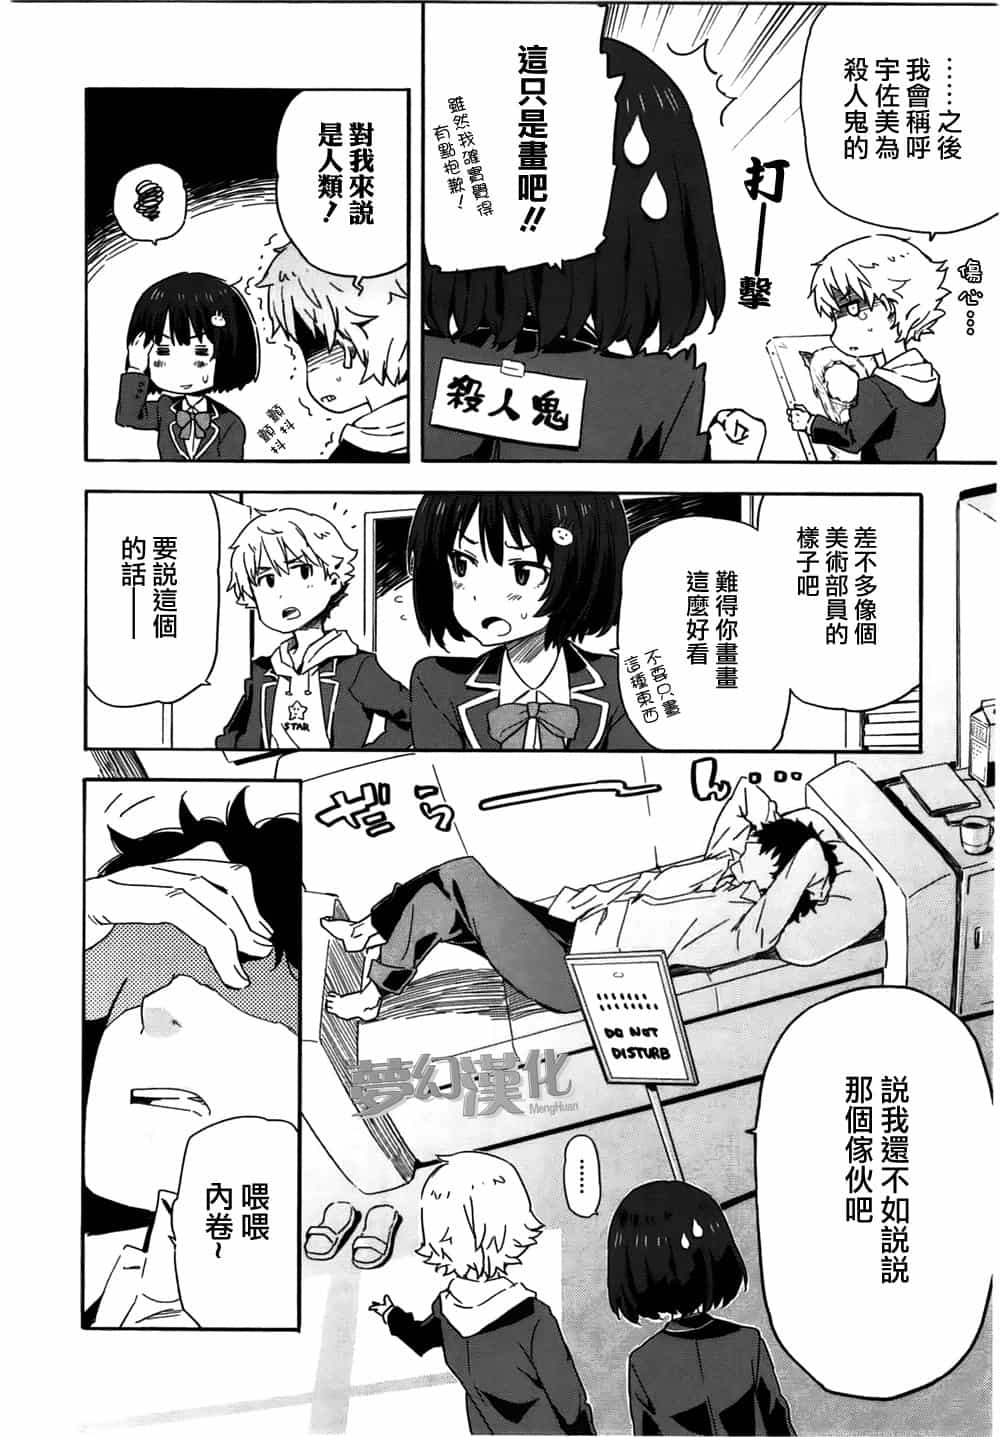 ……之後
我會稱呼
宇佐美為
殺人鬼的
傷心…
打——擊
這只是畫吧!!
雖然我確實覺得
有點抱歉!
殺人鬼
對我來說
是人類!
顫抖
顫抖
差不多像個
美術部員的
樣子吧
難得你畫畫
這麼好看
不要只畫
這種東西
STAR
要說這個
的話——
ぐでらーん…
DO NOT
DISTURB
說我還不如說說
那個傢伙吧
……
喂喂
內卷~
夢幻漢化
MengHuan